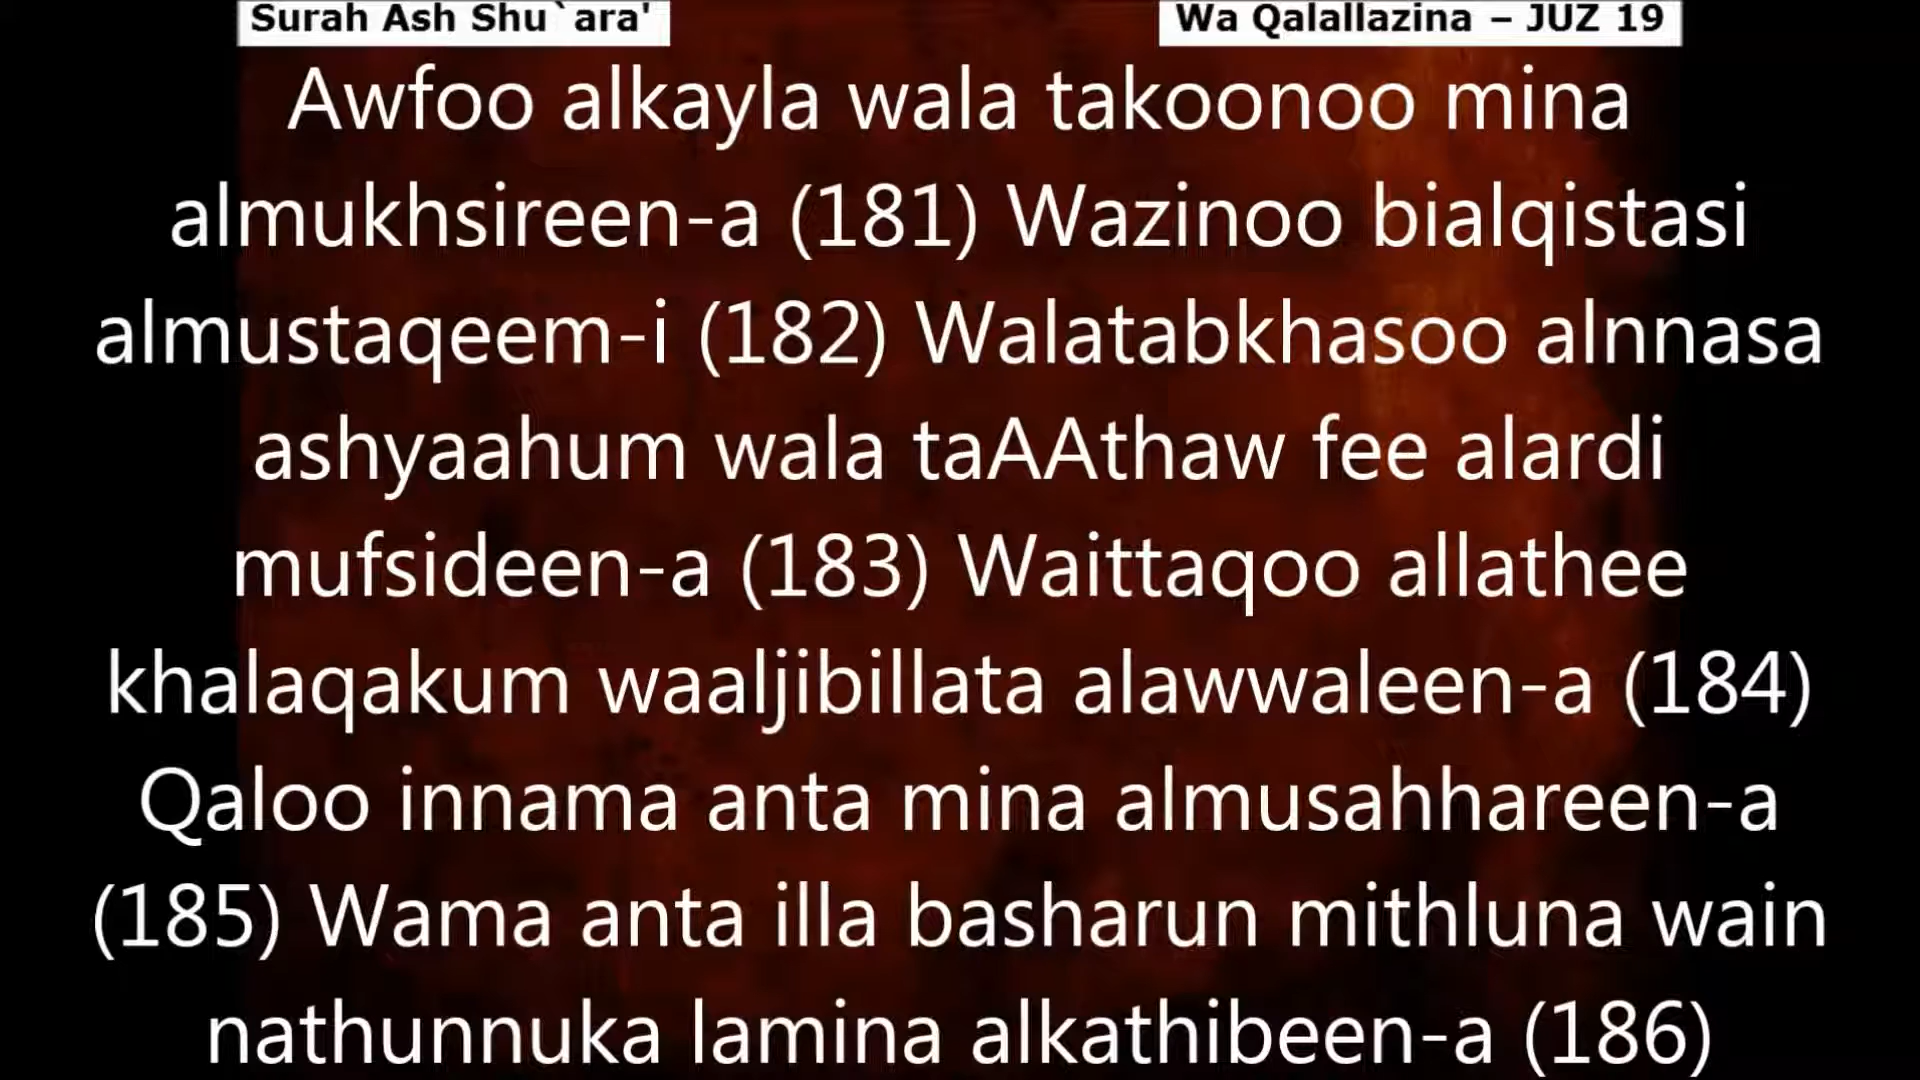 Surah Ash Shu`ara' Wa Qalallazina – JUZ 19
Awfoo alkayla wala takoonoo mina
almukhsireen-a (181) Wazinoo bialqistasi
almustaqeem-i (182) Walatabkhasoo alnnasa
ashyaahum wala taAAthaw fee alardi
mufsideen-a (183) Waittaqoo allathee
khalaqakum waaljibillata alawwaleen-a (184)
Qaloo innama anta mina almusahhareen-a
(185) Wama anta illa basharun mithluna wain
nathunnuka lamina alkathibeen-a (186)